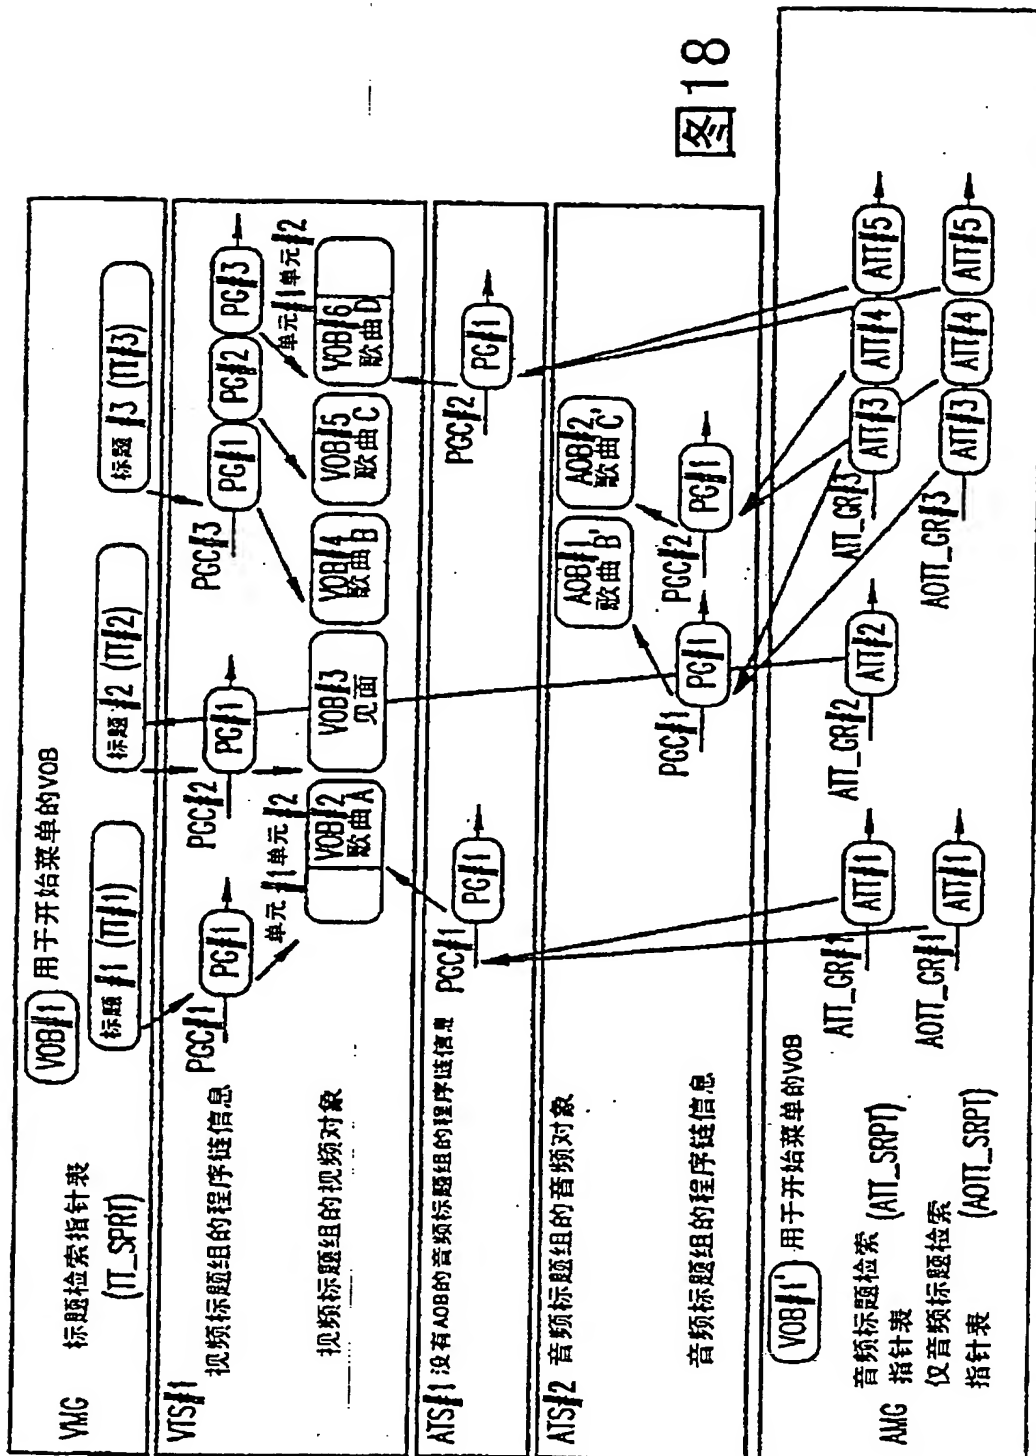 图18
VMG
标题检索指针表
(TT_SPRT)
VOB#1 用于开始菜单的VOB
标题 #1 (TT#1)
标题 #2 (TT#2)
标题 #3 (TT#3)
VTS#1
视频标题组的程序链信息
PGC#1
PG#1
PGC#2
PG#1
PGC#3
PG#1
PG#2
PG#3
视频标题组的视频对象
单元 #1 单元 #2
VOB#2
歌曲A
VOB#3
见面
VOB#4
歌曲B
VOB#5
歌曲C
单元 #1 单元 #2
VOB#6
歌曲D
ATS#1 没有AOB的音频标题组的程序链信息
PGC#1
PG#1
PGC#2
PG#1
ATS#2 音频标题组的音频对象
AOB#1
歌曲B'
AOB#2
歌曲C'
音频标题组的程序链信息
PGC#1
PG#1
PGC#2
PG#1
VOB#1' 用于开始菜单的VOB
AMG
音频标题检索
指针表 (ATT_SRPT)
ATT_GR#1
ATT#1
ATT_GR#2
ATT#2
ATT_GR#3
ATT#3
ATT#4
ATT#5
仅音频标题检索
指针表 (AOTT_SRPT)
AOTT_GR#1
ATT#1
AOTT_GR#3
ATT#3
ATT#4
ATT#5